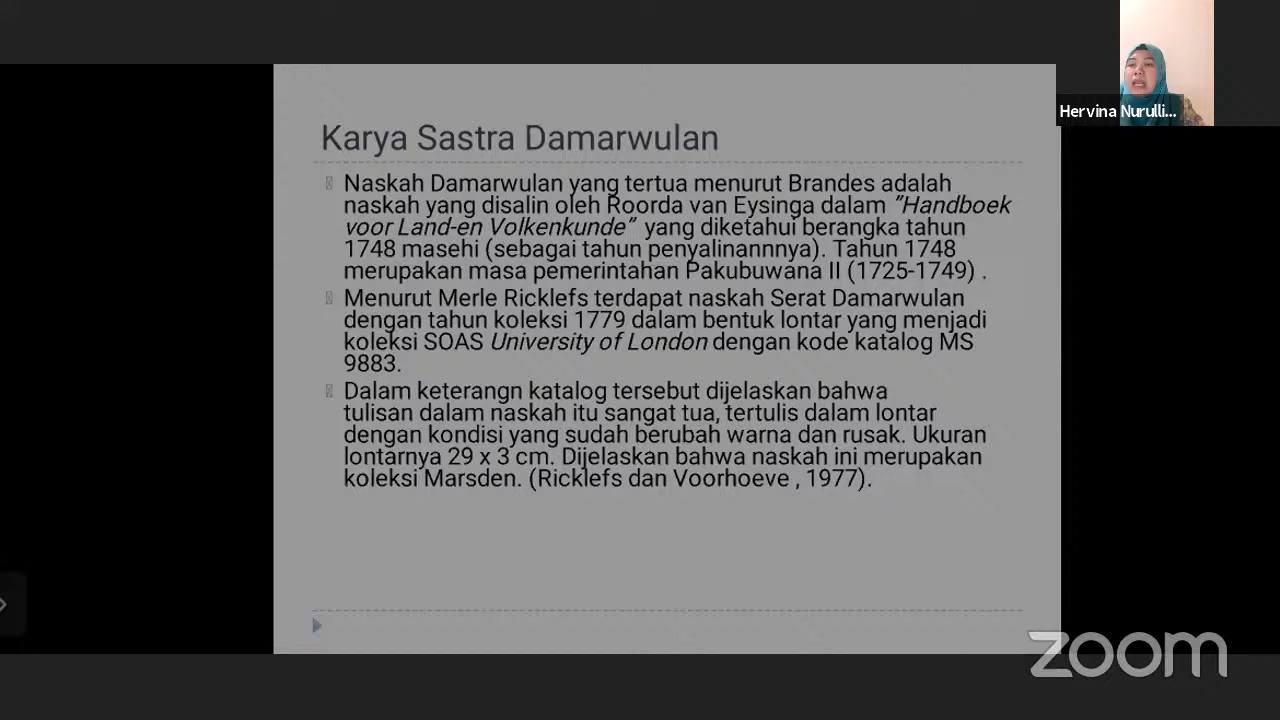 Hervina Nurulli...
Karya Sastra Damarwulan
Naskah Damarwulan yang tertua menurut Brandes adalah
naskah yang disalin oleh Roorda van Eysinga dalam "Handboek
voor Land-en Volkenkunde" yang diketahui berangka tahun
1748 masehi (sebagai tahun penyalinannnya). Tahun 1748
merupakan masa pemerintahan Pakubuwana II (1725-1749) .
Menurut Merle Ricklefs terdapat naskah Serat Damarwulan
dengan tahun koleksi 1779 dalam bentuk lontar yang menjadi
koleksi SOAS University of London dengan kode katalog MS
9883.
Dalam keterangn katalog tersebut dijelaskan bahwa
tulisan dalam naskah itu sangat tua, tertulis dalam lontar
dengan kondisi yang sudah berubah warna dan rusak. Ukuran
lontarnya 29 x 3 cm. Dijelaskan bahwa naskah ini merupakan
koleksi Marsden. (Ricklefs dan Voorhoeve , 1977).
zoom